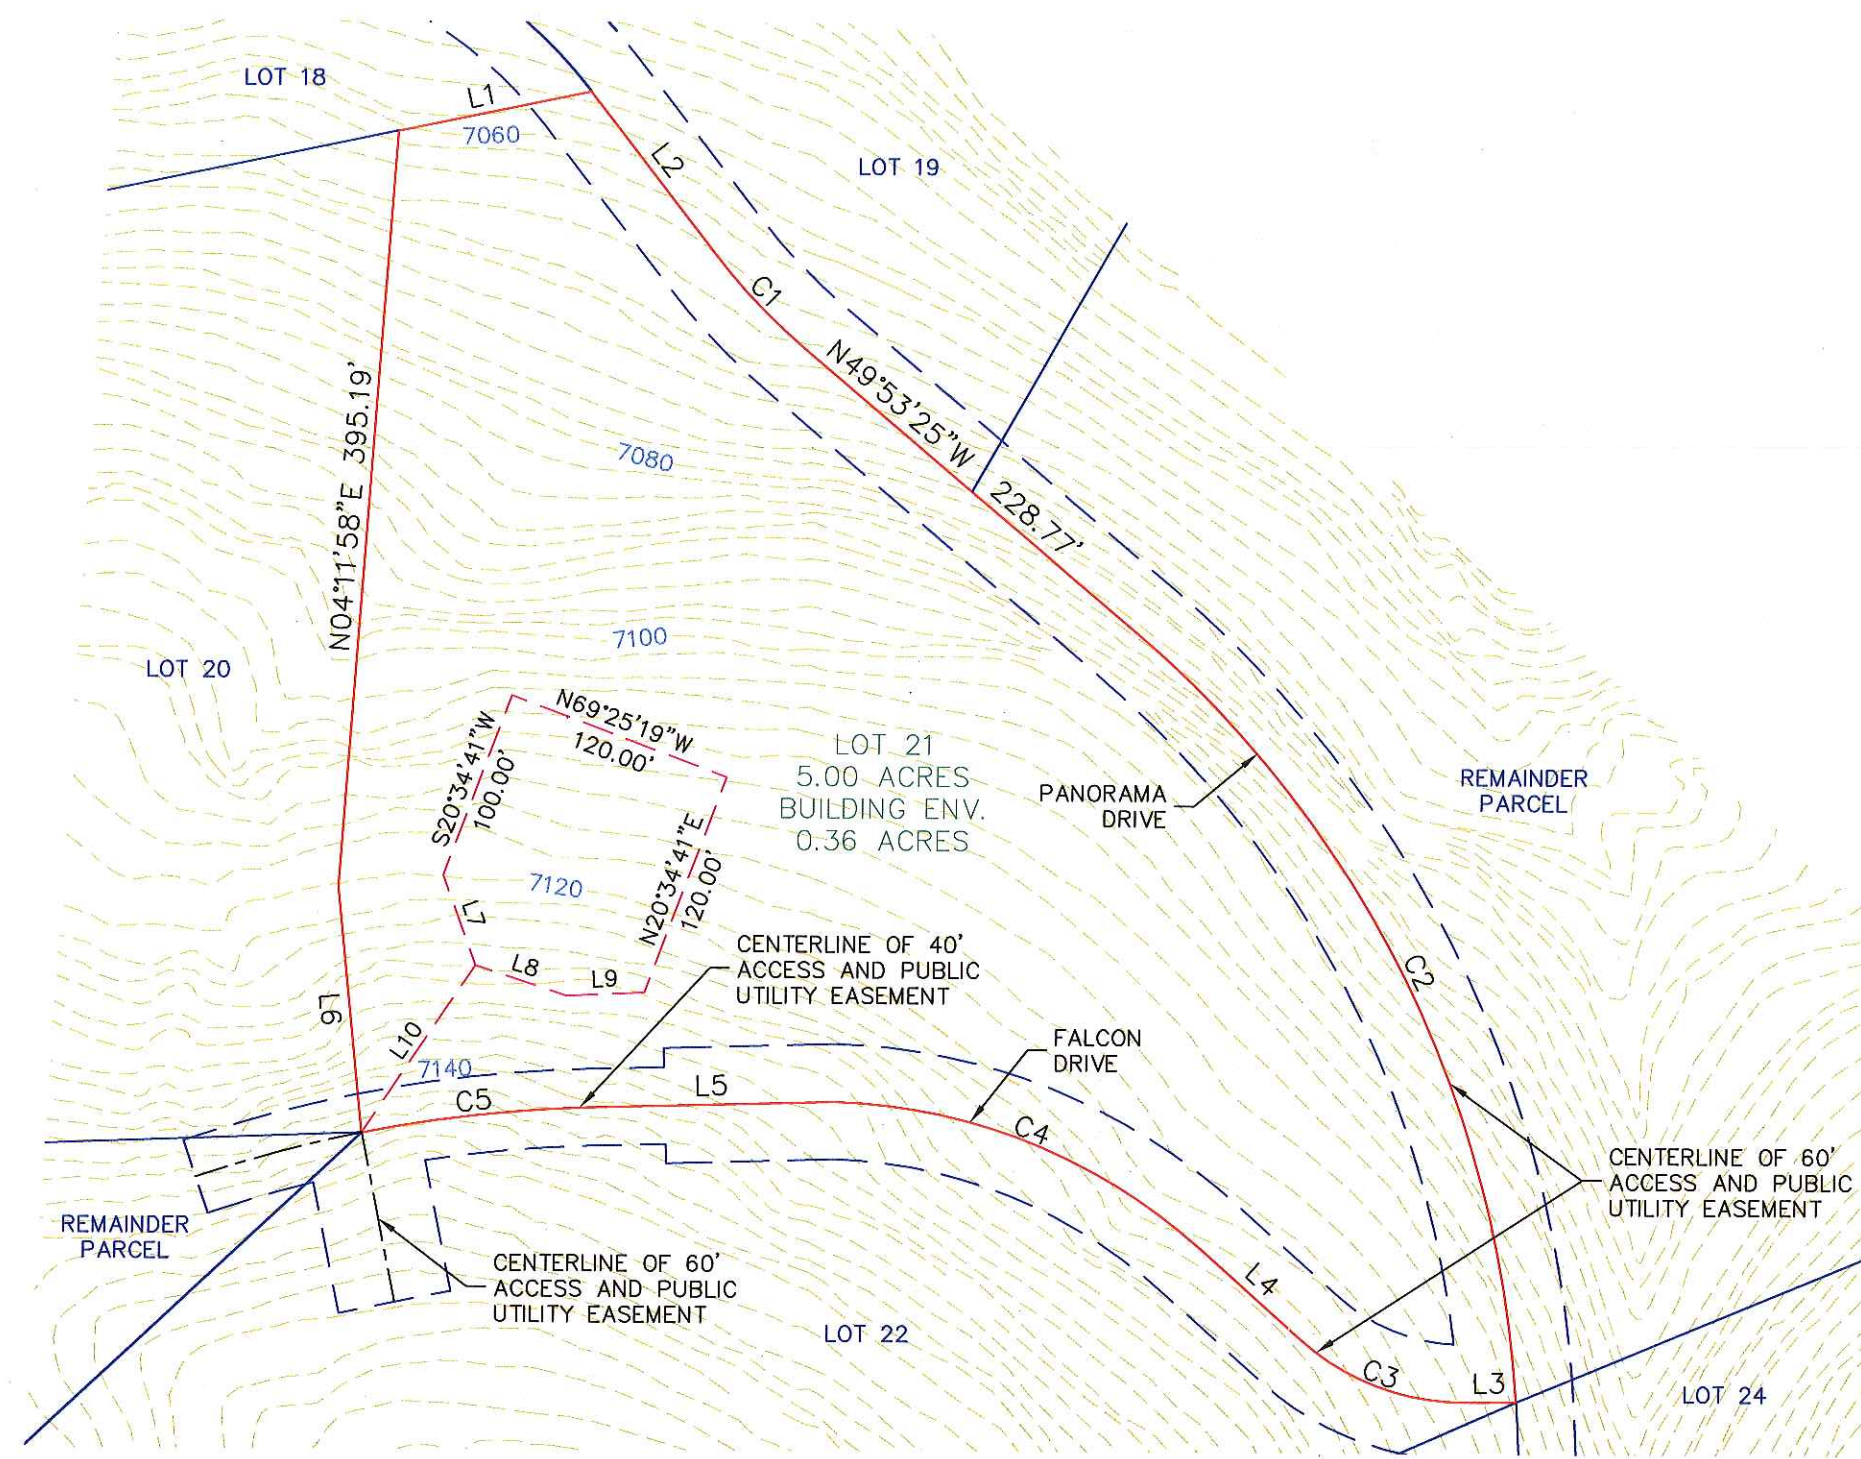 LOT 18
L1
7060
L2
LOT 19
C1
N49°53'25"W
228.77'
N04°11'58"E 395.19'
7080
7100
LOT 20
N69°25'19"W
120.00'
S20°34'41"W
100.00'
LOT 21
5.00 ACRES
BUILDING ENV.
0.36 ACRES
PANORAMA
DRIVE
REMAINDER
PARCEL
N20°34'41"E
120.00'
7120
L7
L8
L9
CENTERLINE OF 40'
ACCESS AND PUBLIC
UTILITY EASEMENT
C2
L6
L10
7140
C5
L5
FALCON
DRIVE
C4
CENTERLINE OF 60'
ACCESS AND PUBLIC
UTILITY EASEMENT
REMAINDER
PARCEL
CENTERLINE OF 60'
ACCESS AND PUBLIC
UTILITY EASEMENT
L4
LOT 22
C3
L3
LOT 24